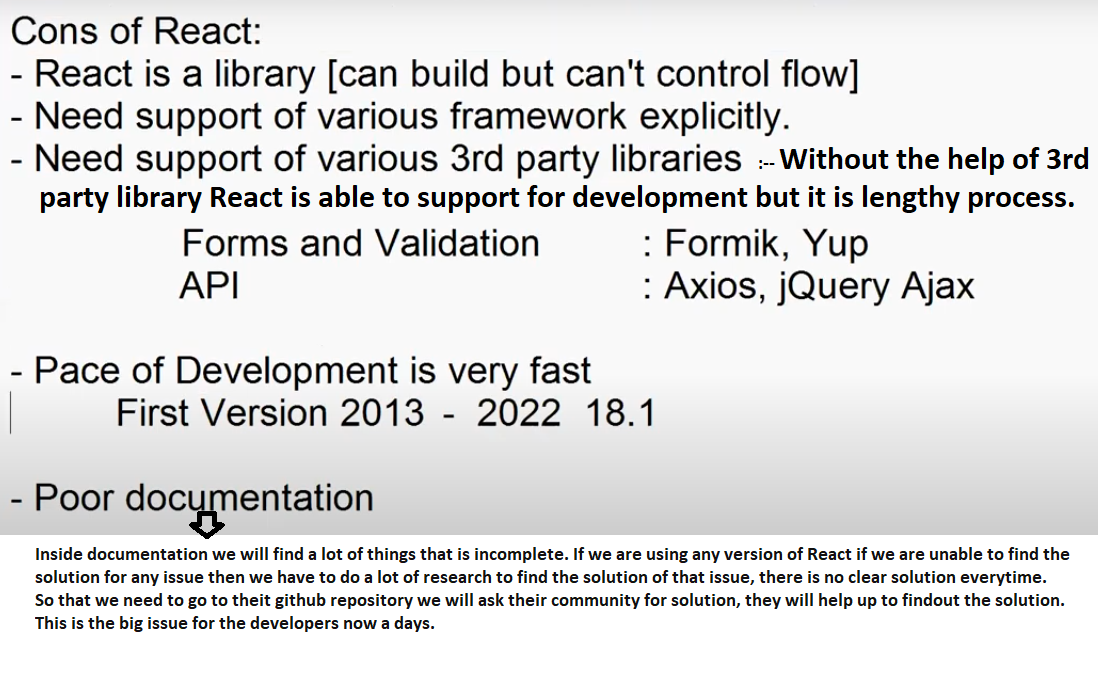 Cons of React:
- React is a library [can build but can't control flow]
- Need support of various framework explicitly.
- Need support of various 3rd party libraries :-- Without the help of 3rd
party library React is able to support for development but it is lengthy process.
Forms and Validation : Formik, Yup
API : Axios, jQuery Ajax
- Pace of Development is very fast
First Version 2013 - 2022 18.1
- Poor documentation
Inside documentation we will find a lot of things that is incomplete. If we are using any version of React if we are unable to find the
solution for any issue then we have to do a lot of research to find the solution of that issue, there is no clear solution everytime.
So that we need to go to theit github repository we will ask their community for solution, they will help up to findout the solution.
This is the big issue for the developers now a days.